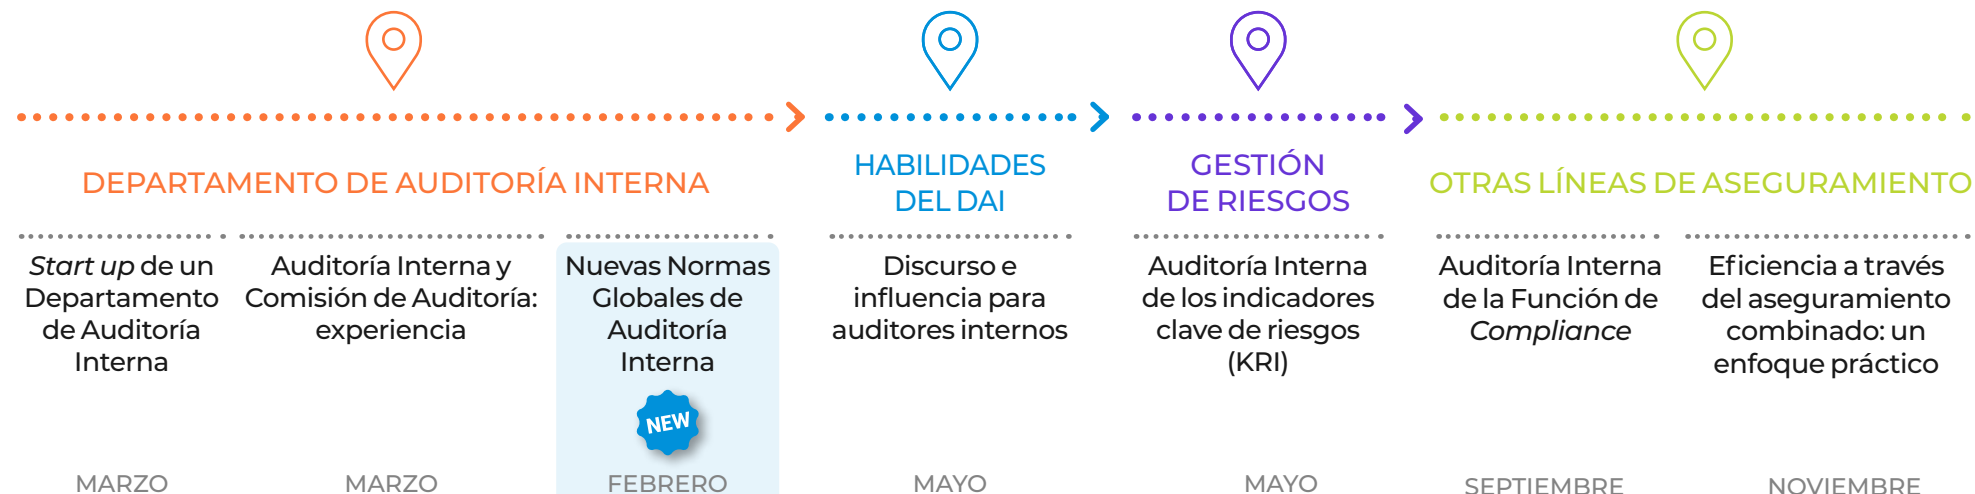 DEPARTAMENTO DE AUDITORÍA INTERNA
Start up de un
Departamento
de Auditoría
Interna
MARZO
Auditoría Interna y
Comisión de Auditoría:
experiencia
MARZO
Nuevas Normas
Globales de
Auditoría
Interna
NEW
FEBRERO
HABILIDADES
DEL DAI
Discurso e
influencia para
auditores internos
MAYO
GESTIÓN
DE RIESGOS
Auditoría Interna
de los indicadores
clave de riesgos
(KRI)
MAYO
OTRAS LÍNEAS DE ASEGURAMIENTO
Auditoría Interna
de la Función de
Compliance
SEPTIEMBRE
Eficiencia a través
del aseguramiento
combinado: un
enfoque práctico
NOVIEMBRE